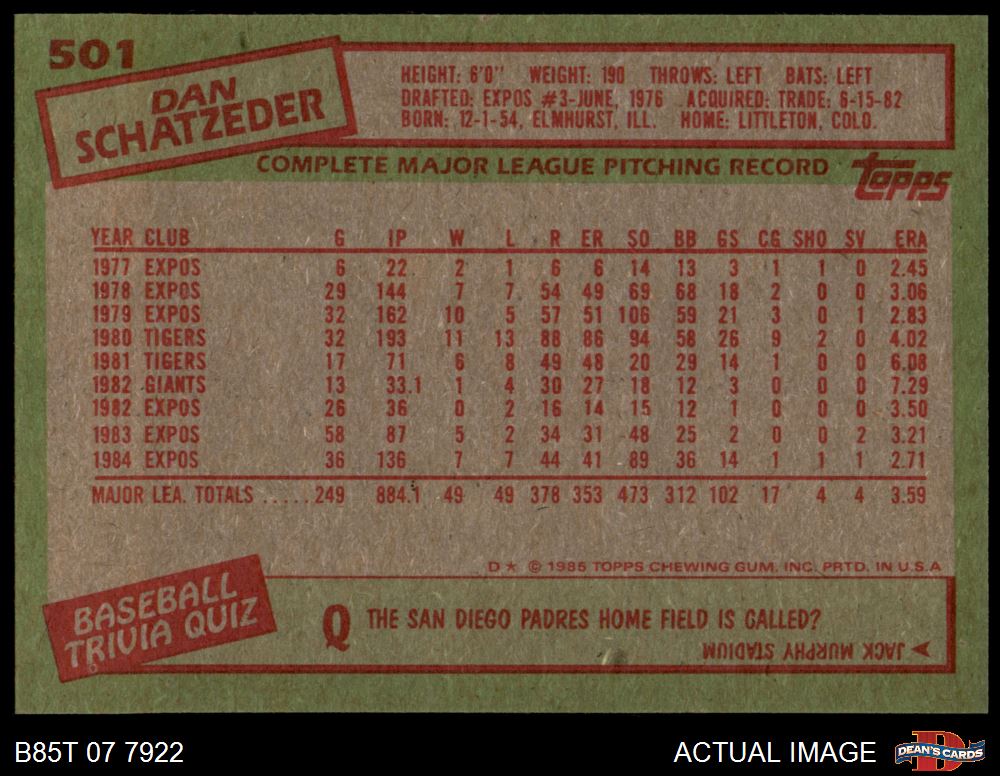 501
DAN
SCHATZEDER
HEIGHT: 6'0" WEIGHT: 190 THROWS: LEFT BATS: LEFT
DRAFTED: EXPOS #3-JUNE, 1976 ACQUIRED: TRADE: 6-15-82
BORN: 12-1-54, ELMHURST, ILL. HOME: LITTLETON, COLO.
COMPLETE MAJOR LEAGUE PITCHING RECORD
Topps
YEAR CLUB G IP W L R ER SO BB GS CG SHO SV ERA
1977 EXPOS 6 22 2 1 6 6 14 13 3 1 1 0 2.45
1978 EXPOS 29 144 7 7 54 49 69 68 18 2 0 0 3.06
1979 EXPOS 32 162 10 5 57 51 106 59 21 3 0 1 2.83
1980 TIGERS 32 193 11 13 88 86 94 58 26 9 2 0 4.02
1981 TIGERS 17 71 6 8 49 48 20 29 14 1 0 0 6.08
1982 GIANTS 13 33.1 1 4 30 27 18 12 3 0 0 0 7.29
1982 EXPOS 26 36 0 2 16 14 15 12 1 0 0 0 3.50
1983 EXPOS 58 87 5 2 34 31 48 25 2 0 0 2 3.21
1984 EXPOS 36 136 7 7 44 41 89 36 14 1 1 1 2.71
MAJOR LEA. TOTALS .....249 884.1 49 49 378 353 473 312 102 17 4 4 3.59
D★ © 1985 TOPPS CHEWING GUM, INC. PRTD. IN U.S.A
BASEBALL
TRIVIA QUIZ
Q THE SAN DIEGO PADRES HOME FIELD IS CALLED?
JACK MURPHY STADIUM
B85T 07 7922
ACTUAL IMAGE
DEAN'S CARDS